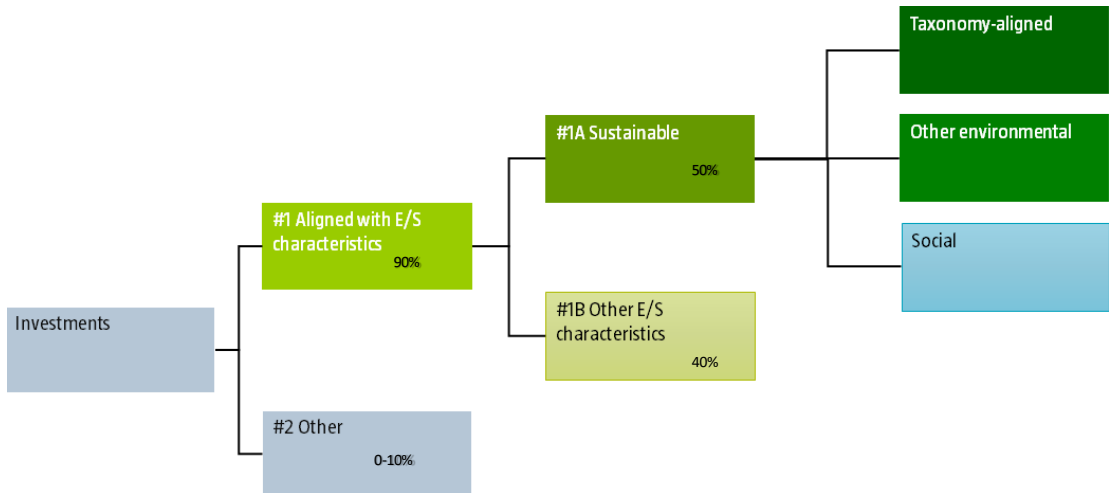 Taxonomy-aligned
Other environmental
Social
#1A Sustainable
50%
#1 Aligned with E/S
characteristics
90%
#1B Other E/S
characteristics
40%
Investments
#2 Other
0-10%